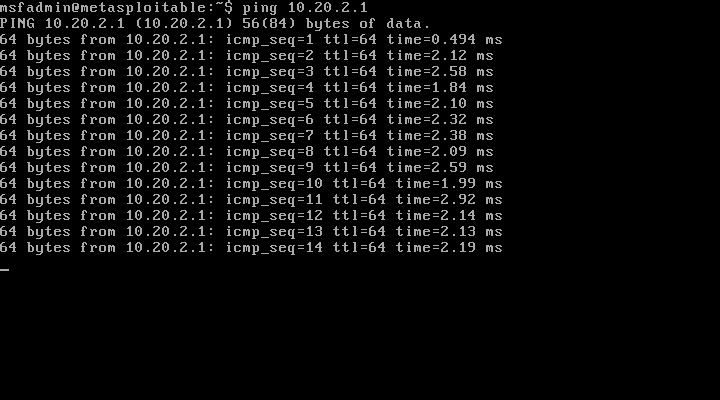 msfadmin@metasploitable:~$ ping 10.20.2.1
PING 10.20.2.1 (10.20.2.1) 56(84) bytes of data.
64 bytes from 10.20.2.1: icmp_seq=1 ttl=64 time=0.494 ms
64 bytes from 10.20.2.1: icmp_seq=2 ttl=64 time=2.12 ms
64 bytes from 10.20.2.1: icmp_seq=3 ttl=64 time=2.58 ms
64 bytes from 10.20.2.1: icmp_seq=4 ttl=64 time=1.84 ms
64 bytes from 10.20.2.1: icmp_seq=5 ttl=64 time=2.10 ms
64 bytes from 10.20.2.1: icmp_seq=6 ttl=64 time=2.32 ms
64 bytes from 10.20.2.1: icmp_seq=7 ttl=64 time=2.38 ms
64 bytes from 10.20.2.1: icmp_seq=8 ttl=64 time=2.09 ms
64 bytes from 10.20.2.1: icmp_seq=9 ttl=64 time=2.59 ms
64 bytes from 10.20.2.1: icmp_seq=10 ttl=64 time=1.99 ms
64 bytes from 10.20.2.1: icmp_seq=11 ttl=64 time=2.92 ms
64 bytes from 10.20.2.1: icmp_seq=12 ttl=64 time=2.14 ms
64 bytes from 10.20.2.1: icmp_seq=13 ttl=64 time=2.13 ms
64 bytes from 10.20.2.1: icmp_seq=14 ttl=64 time=2.19 ms